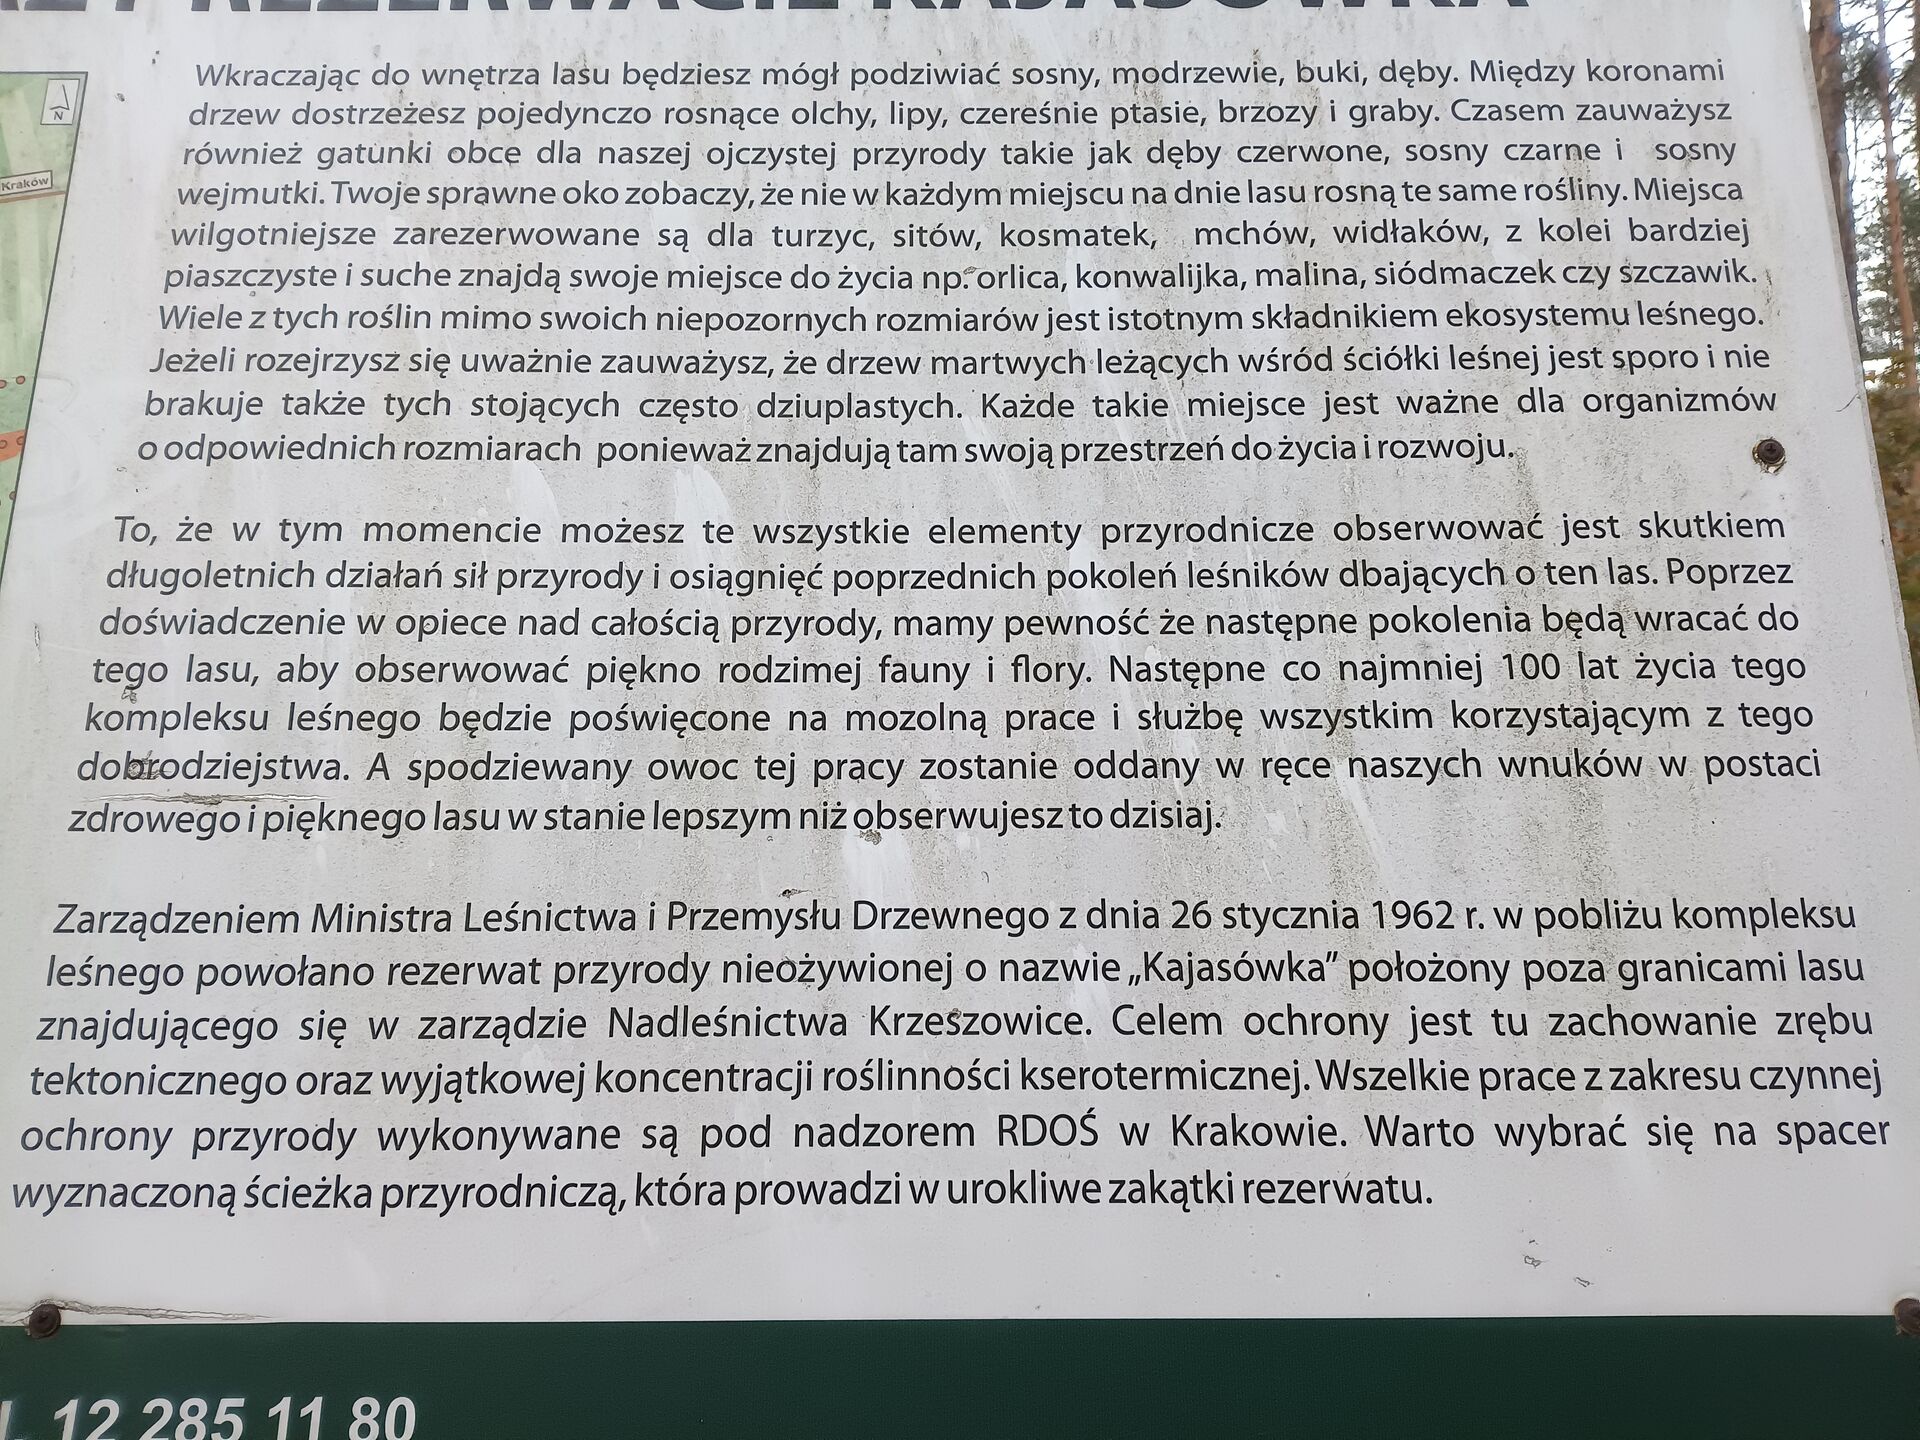 REZERWACIE KAJASÓWKA
N
Kraków
Wkraczając do wnętrza lasu będziesz mógł podziwiać sosny, modrzewie, buki, dęby. Między koronami
drzew dostrzeżesz pojedynczo rosnące olchy, lipy, czereśnie ptasie, brzozy i graby. Czasem zauważysz
również gatunki obce dla naszej ojczystej przyrody takie jak dęby czerwone, sosny czarne i sosny
wejmutki. Twoje sprawne oko zobaczy, że nie w każdym miejscu na dnie lasu rosną te same rośliny. Miejsca
wilgotniejsze zarezerwowane są dla turzyc, sitów, kosmatek, mchów, widłaków, z kolei bardziej
piaszczyste i suche znajdą swoje miejsce do życia np. orlica, konwalijka, malina, siódmaczek czy szczawik.
Wiele z tych roślin mimo swoich niepozornych rozmiarów jest istotnym składnikiem ekosystemu leśnego.
Jeżeli rozejrzysz się uważnie zauważysz, że drzew martwych leżących wśród ściółki leśnej jest sporo i nie
brakuje także tych stojących często dziuplastych. Każde takie miejsce jest ważne dla organizmów
o odpowiednich rozmiarach ponieważ znajdują tam swoją przestrzeń do życia i rozwoju.
To, że w tym momencie możesz te wszystkie elementy przyrodnicze obserwować jest skutkiem
długoletnich działań sił przyrody i osiągnięć poprzednich pokoleń leśników dbających o ten las. Poprzez
doświadczenie w opiece nad całością przyrody, mamy pewność że następne pokolenia będą wracać do
tego lasu, aby obserwować piękno rodzimej fauny i flory. Następne co najmniej 100 lat życia tego
kompleksu leśnego będzie poświęcone na mozolną prace i służbę wszystkim korzystającym z tego
dobrodziejstwa. A spodziewany owoc tej pracy zostanie oddany w ręce naszych wnuków w postaci
zdrowego i pięknego lasu w stanie lepszym niż obserwujesz to dzisiaj.
Zarządzeniem Ministra Leśnictwa i Przemysłu Drzewnego z dnia 26 stycznia 1962 r. w pobliżu kompleksu
leśnego powołano rezerwat przyrody nieożywionej o nazwie „Kajasówka” położony poza granicami lasu
znajdującego się w zarządzie Nadleśnictwa Krzeszowice. Celem ochrony jest tu zachowanie zrębu
tektonicznego oraz wyjątkowej koncentracji roślinności kserotermicznej. Wszelkie prace z zakresu czynnej
ochrony przyrody wykonywane są pod nadzorem RDOŚ w Krakowie. Warto wybrać się na spacer
wyznaczoną ścieżka przyrodniczą, która prowadzi w urokliwe zakątki rezerwatu.
12 285 11 80